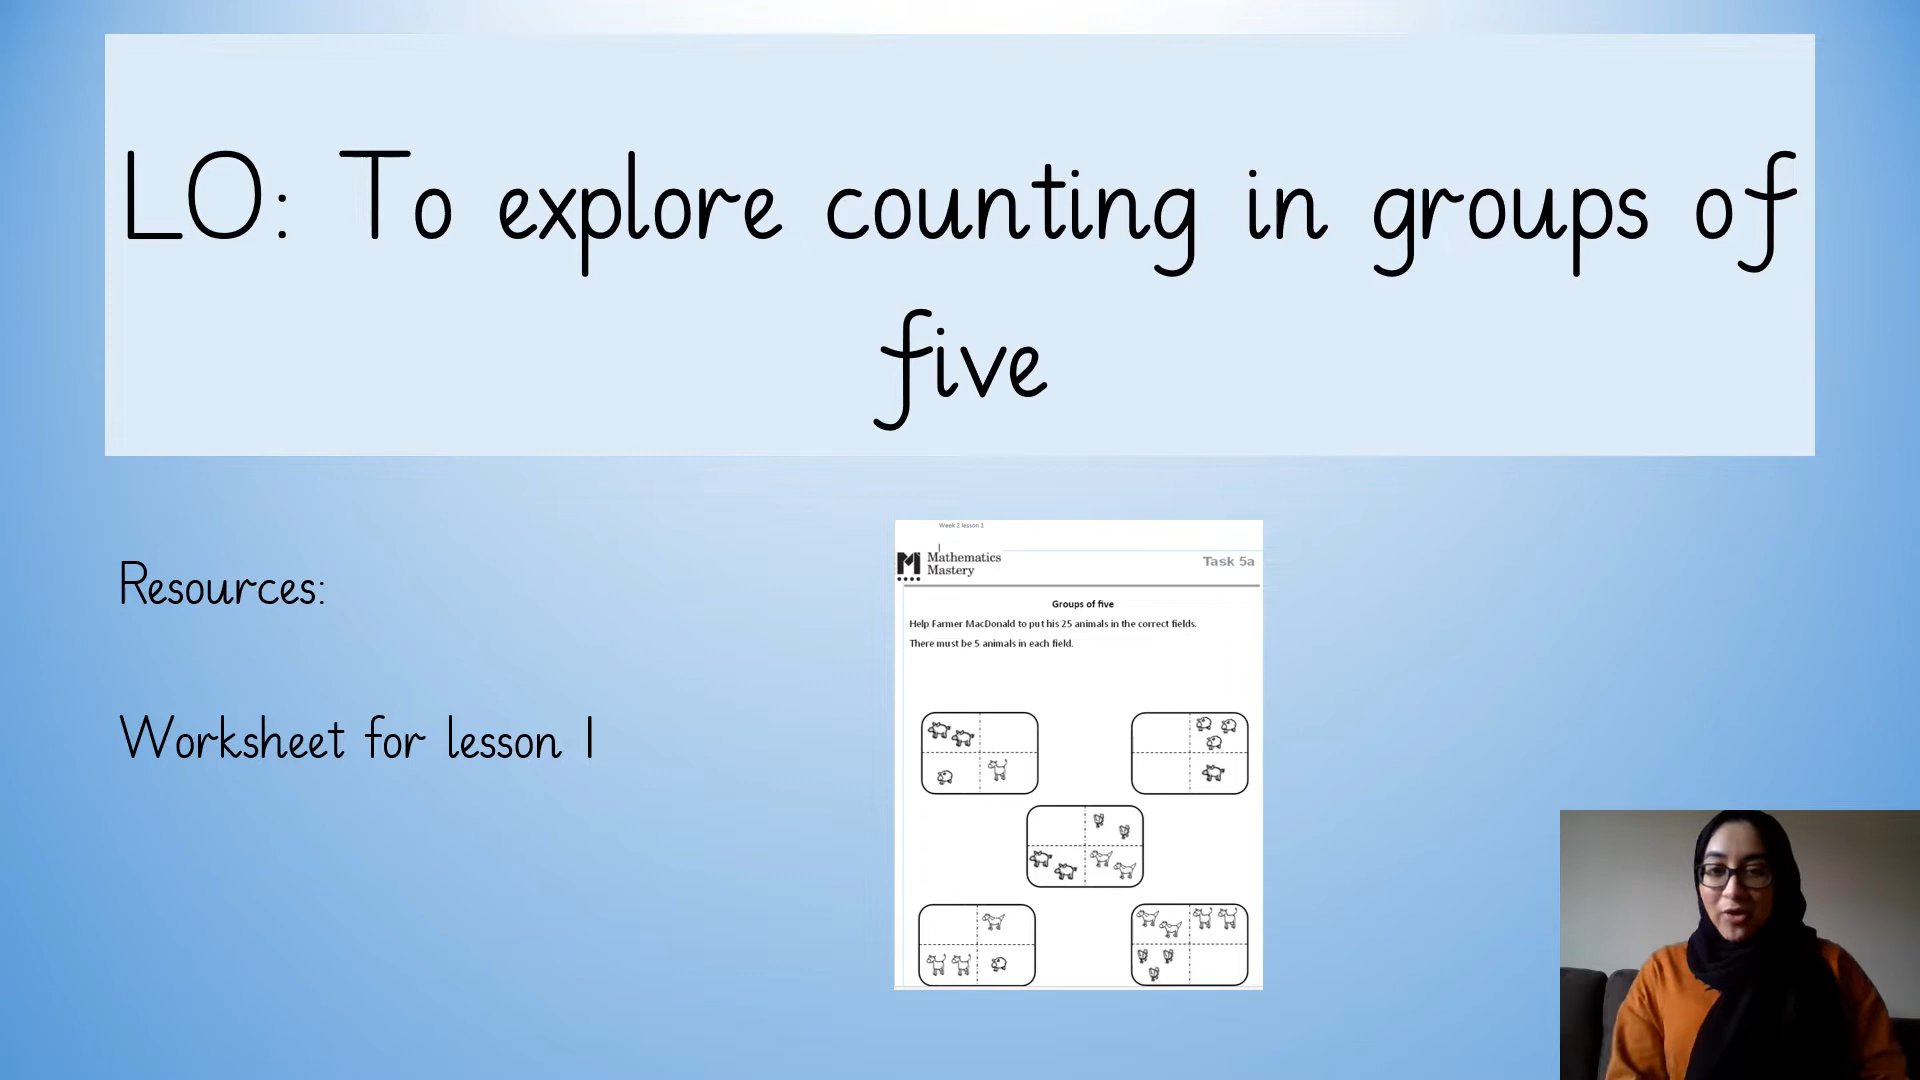 LO: To explore counting in groups of
five
Resources:
Worksheet for lesson 1
Week 2 lesson 1
Mathematics
Mastery
Task 5a
Groups of five
Help Farmer MacDonald to put his 25 animals in the correct fields.
There must be 5 animals in each field.